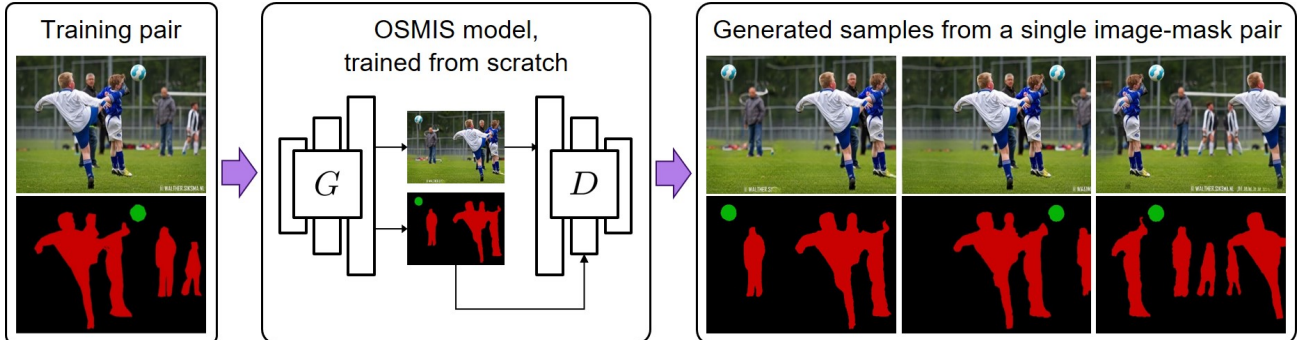 Training pair
OSMIS model,
trained from scratch
Generated samples from a single image-mask pair
G
D